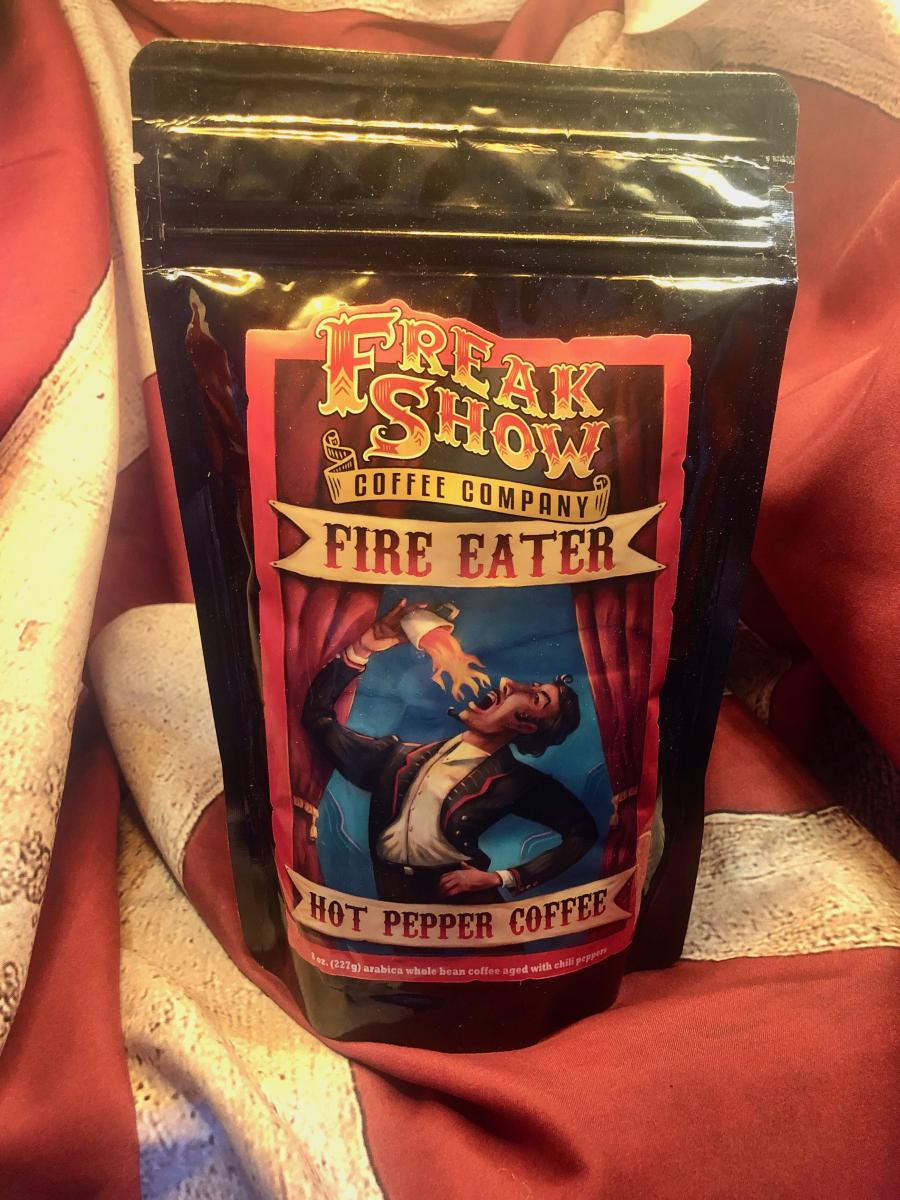 FREAK
SHOW
COFFEE COMPANY
FIRE EATER
HOT PEPPER COFFEE
8 oz. (227g) arabica whole bean coffee aged with chili peppers